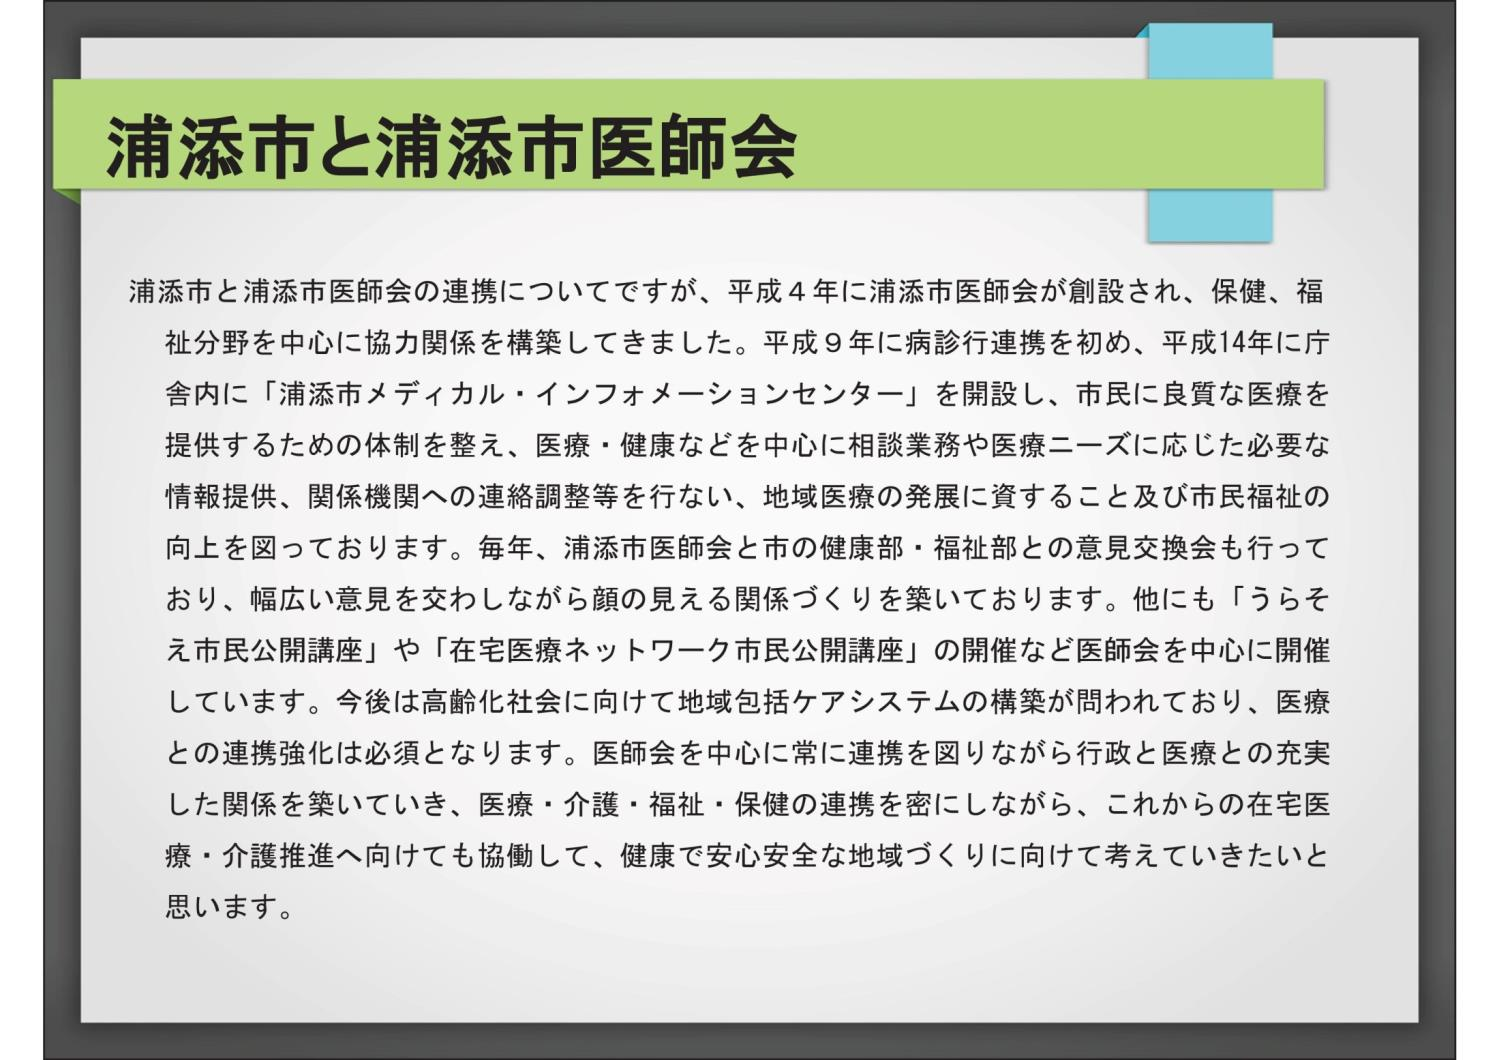 浦添市と浦添市医師会
浦添市と浦添市医師会の連携についてですが、平成４年に浦添市医師会が創設され、保健、福
祉分野を中心に協力関係を構築してきました。平成９年に病診行連携を初め、平成14年に庁
舎内に「浦添市メディカル・インフォメーションセンター」を開設し、市民に良質な医療を
提供するための体制を整え、医療・健康などを中心に相談業務や医療ニーズに応じた必要な
情報提供、関係機関への連絡調整等を行ない、地域医療の発展に資すること及び市民福祉の
向上を図っております。毎年、浦添市医師会と市の健康部・福祉部との意見交換会も行って
おり、幅広い意見を交わしながら顔の見える関係づくりを築いております。他にも「うらそ
え市民公開講座」や「在宅医療ネットワーク市民公開講座」の開催など医師会を中心に開催
しています。今後は高齢化社会に向けて地域包括ケアシステムの構築が問われており、医療
との連携強化は必須となります。医師会を中心に常に連携を図りながら行政と医療との充実
した関係を築いていき、医療・介護・福祉・保健の連携を密にしながら、これからの在宅医
療・介護推進へ向けても協働して、健康で安心安全な地域づくりに向けて考えていきたいと
思います。